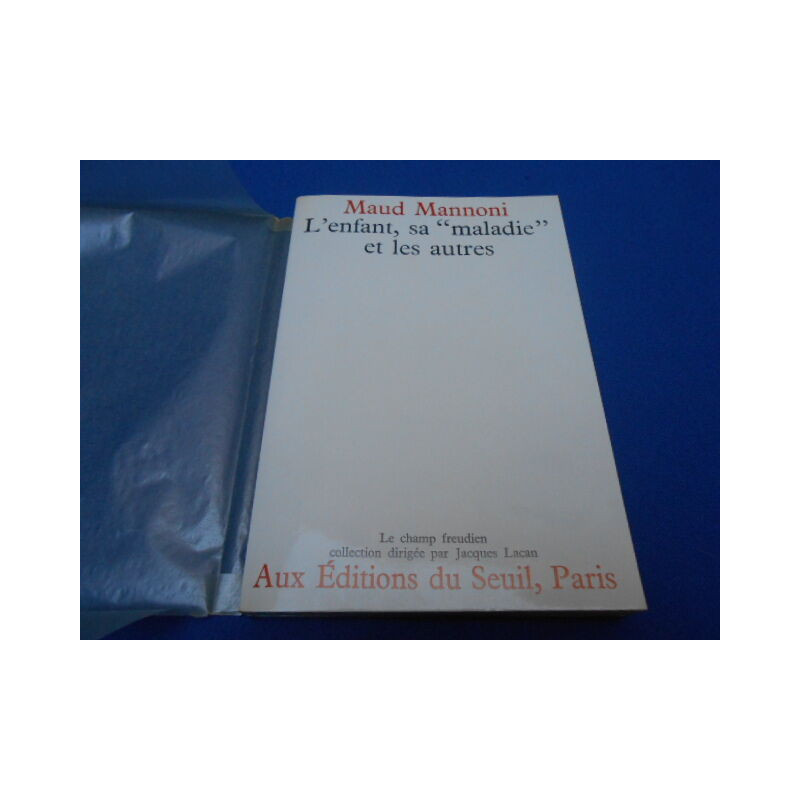 Maud Mannoni
L'enfant, sa “maladie”
et les autres
Le champ freudien
collection dirigée par Jacques Lacan
Aux Éditions du Seuil, Paris